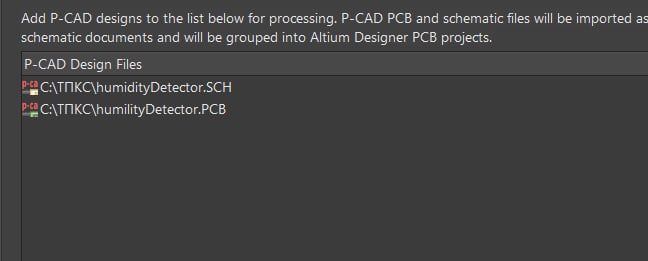 Add P-CAD designs to the list below for processing. P-CAD PCB and schematic files will be imported as
schematic documents and will be grouped into Altium Designer PCB projects.
P-CAD Design Files
C:\ТПКС\humidityDetector.SCH
C:\ТПКС\humilityDetector.PCB